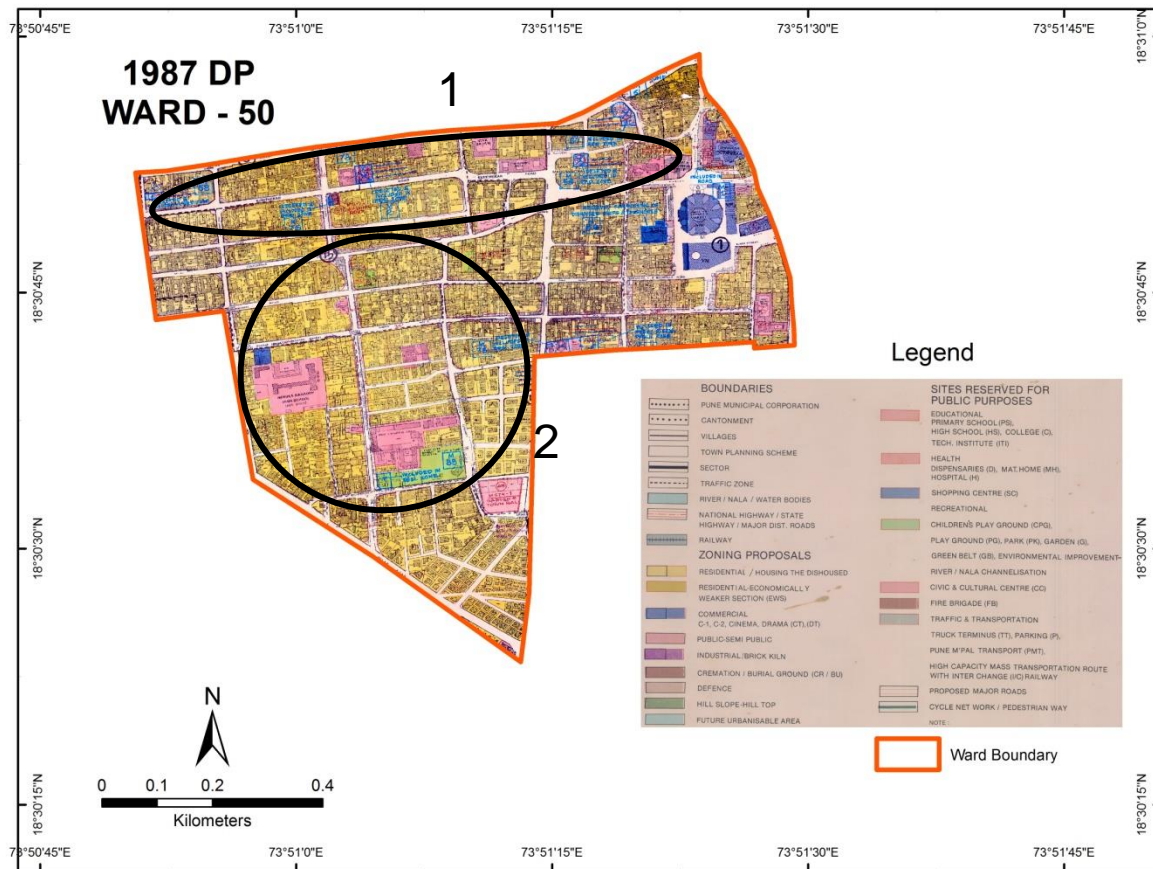 73°50'45"E 73°51'0"E 73°51'15"E 73°51'30"E 73°51'45"E
18°31'0"N
1987 DP
WARD - 50
1
18°30'45"N 18°30'45"N
2
Legend
BOUNDARIES
PUNE MUNICIPAL CORPORATION
CANTONMENT
VILLAGES
TOWN PLANNING SCHEME
SECTOR
TRAFFIC ZONE
RIVER / NALA / WATER BODIES
NATIONAL HIGHWAY / STATE
HIGHWAY / MAJOR DIST. ROADS
RAILWAY
ZONING PROPOSALS
RESIDENTIAL / HOUSING THE DISHOUSED
RESIDENTIAL-ECONOMICALLY
WEAKER SECTION (EWS)
COMMERCIAL
C-1, C-2, CINEMA, DRAMA (CT),(DT)
PUBLIC-SEMI PUBLIC
INDUSTRIAL/BRICK KILN
CREMATION / BURIAL GROUND (CR / BU)
DEFENCE
HILL SLOPE-HILL TOP
FUTURE URBANISABLE AREA
SITES RESERVED FOR
PUBLIC PURPOSES
EDUCATIONAL
PRIMARY SCHOOL (PS),
HIGH SCHOOL (HS), COLLEGE (C),
TECH. INSTITUTE (ITI)
HEALTH
DISPENSARIES (D), MAT.HOME (MH),
HOSPITAL (H)
SHOPPING CENTRE (SC)
RECREATIONAL
CHILDREN'S PLAY GROUND (CPG),
PLAY GROUND (PG), PARK (PK), GARDEN (G),
GREEN BELT (GB), ENVIRONMENTAL IMPROVEMENT-
RIVER / NALA CHANNELISATION
CIVIC & CULTURAL CENTRE (CC)
FIRE BRIGADE (FB)
TRAFFIC & TRANSPORTATION
TRUCK TERMINUS (TT), PARKING (P),
PUNE M'PAL TRANSPORT (PMT),
HIGH CAPACITY MASS TRANSPORTATION ROUTE
WITH INTER CHANGE (I/C) RAILWAY
PROPOSED MAJOR ROADS
CYCLE NET WORK / PEDESTRIAN WAY
NOTE :
Ward Boundary
18°30'30"N 18°30'30"N
N
0 0.1 0.2 0.4
Kilometers
18°30'15"N 18°30'15"N
73°50'45"E 73°51'0"E 73°51'15"E 73°51'30"E 73°51'45"E